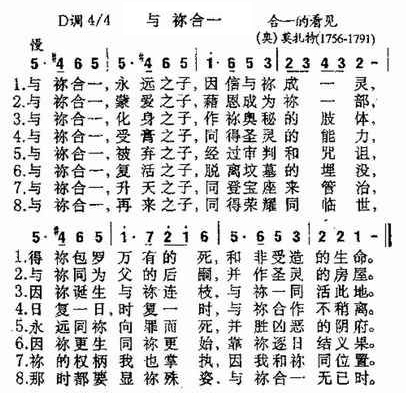 D调 4/4 与 祢合一 合一的看见
慢 (奥)莫扎特(1756-1791)
5· #4 6 5 | 5· #4 6 5 | 5· 1 6 5 3 | 2 3 4 3 2 - |
1.与 祢合一, 永 远之子, 因 信与 祢 成 一 灵,
2.与 祢合一, 蒙 爱之子, 藉 恩成 为 祢 一 部,
3.与 祢合一, 化 身之子, 作 祢奥 秘 的 肢 体,
4.与 祢合一, 受 膏之子, 同 得圣 灵 的 能 力,
5.与 祢合一, 被 弃之子, 经 过审 判 和 咒 诅,
6.与 祢合一, 复 活之子, 脱 离坟 墓 的 埋 没,
7.与 祢合一, 升 天之子, 同 登宝 座 来 管 治,
8.与 祢合一, 再 来之子, 同 得荣 耀 同 临 世,
5· #4 6 5 | 1· 7 2 1 6 | 5· 6 5 3 | 2 2 1 -‖
1.得 祢 包罗 万 有 的 死, 和 非 受造 的 生命。
2.与 祢 同为 父 的 后 嗣, 并 作 圣灵 的 房屋。
3.因 祢 诞生 与 祢 连 枝, 与 祢 一同 活 此地。
4.日 复 一日, 时 复 一 时, 与 祢 合作 不 稍离。
5.永 远 同祢 向 罪 而 死, 并 胜 凶恶 的 阴府。
6.因 祢 更生 同 祢 更 始, 靠 祢 逐日 结 义果。
7.祢 的 权柄 我 也 掌 执, 因 我 和祢 同 位置。
8.那 时 都要 显 祢 殊 姿, 与 祢 合一 无 已时。